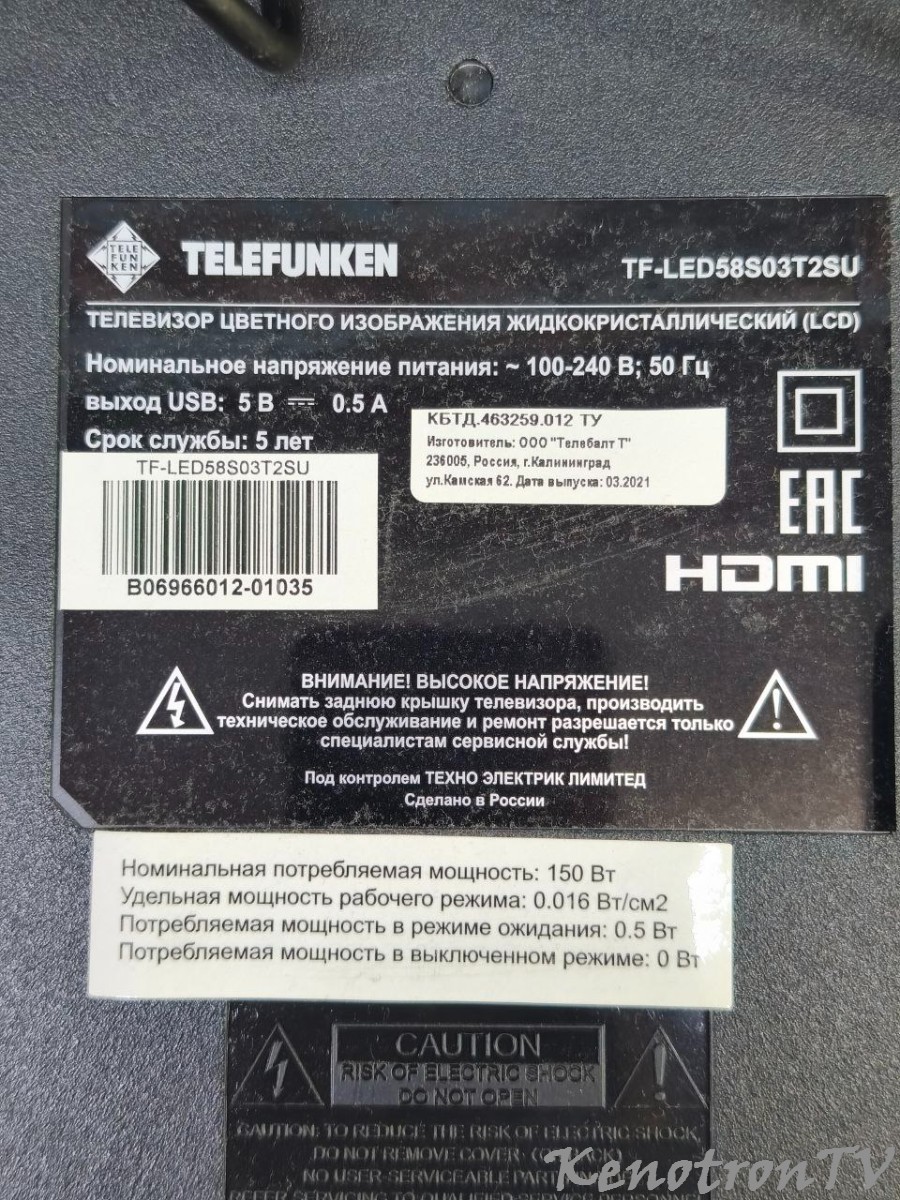 TELE
FUN
KEN
TELEFUNKEN
TF-LED58S03T2SU
ТЕЛЕВИЗОР ЦВЕТНОГО ИЗОБРАЖЕНИЯ ЖИДКОКРИСТАЛЛИЧЕСКИЙ (LCD)
Номинальное напряжение питания: ~ 100-240 В; 50 Гц
выход USB: 5 В ⎓ 0.5 А
Срок службы: 5 лет
КБТД.463259.012 ТУ
Изготовитель: ООО "Телебалт Т"
236005, Россия, г.Калининград
ул.Камская 62. Дата выпуска: 03.2021
TF-LED58S03T2SU
B06966012-01035
EAC
HDMI
ВНИМАНИЕ! ВЫСОКОЕ НАПРЯЖЕНИЕ!
Снимать заднюю крышку телевизора, производить
техническое обслуживание и ремонт разрешается только
специалистам сервисной службы!
Под контролем ТЕХНО ЭЛЕКТРИК ЛИМИТЕД
Сделано в России
Номинальная потребляемая мощность: 150 Вт
Удельная мощность рабочего режима: 0.016 Вт/см2
Потребляемая мощность в режиме ожидания: 0.5 Вт
Потребляемая мощность в выключенном режиме: 0 Вт
CAUTION
RISK OF ELECTRIC SHOCK
DO NOT OPEN
CAUTION: TO REDUCE THE RISK OF ELECTRIC SHOCK,
DO NOT REMOVE COVER
NO USER-SERVICEABLE
REFER SERVICING TO
KenotronTV